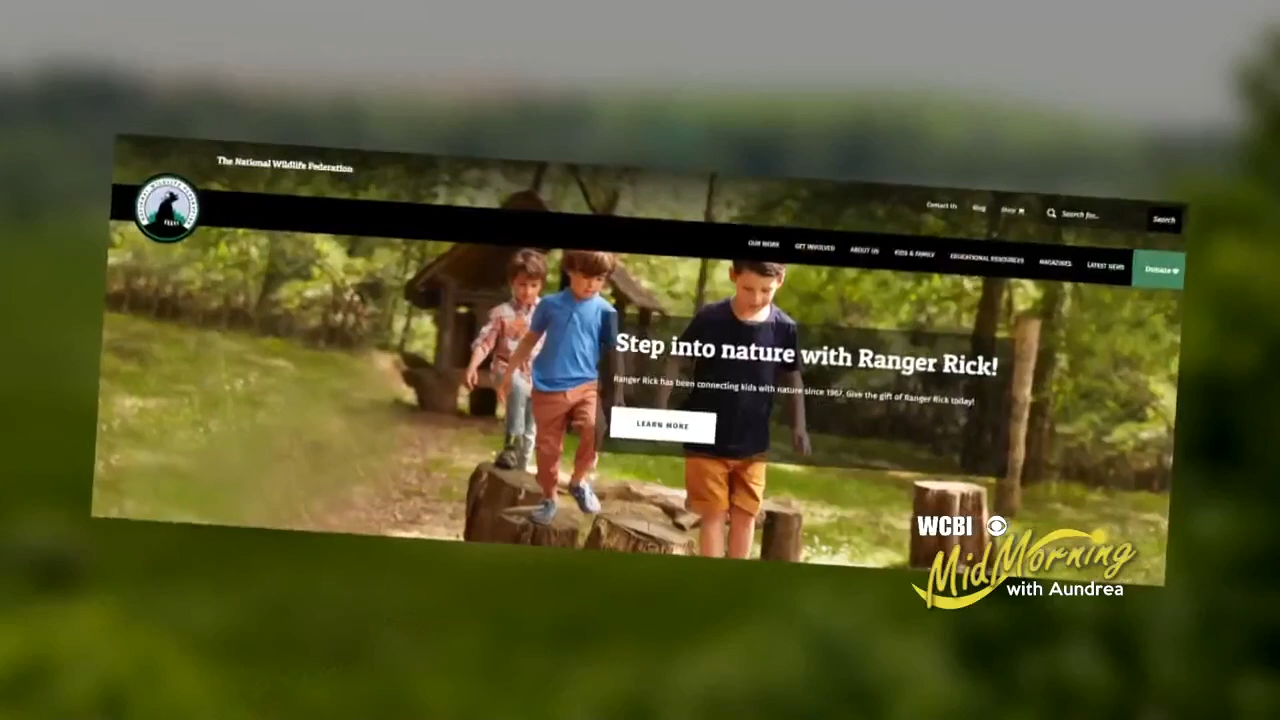 The National Wildlife Federation
Contact Us
Blog
Shop
Search for...
Search
OUR WORK
GET INVOLVED
ABOUT US
KIDS & FAMILY
EDUCATIONAL RESOURCES
MAGAZINES
LATEST NEWS
Donate
Step into nature with Ranger Rick!
Ranger Rick has been connecting kids with nature since 1967. Give the gift of Ranger Rick today!
LEARN MORE
WCBI
MidMorning
with Aundrea